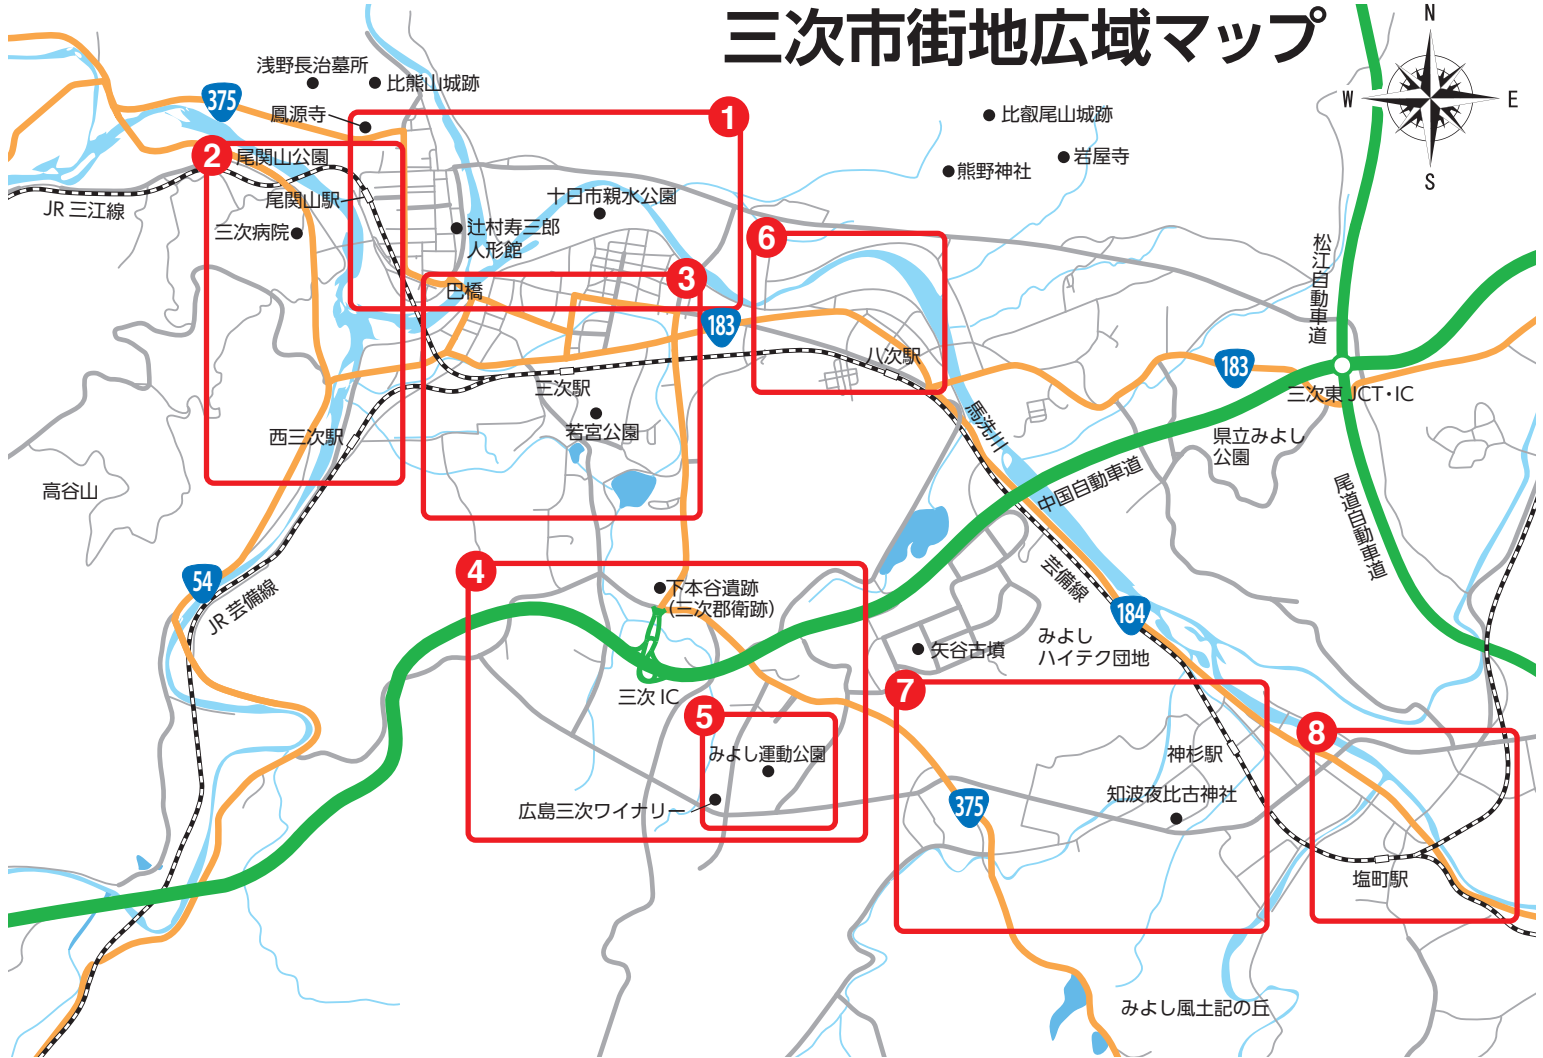 三次市街地広域マップ
N
W
E
S
浅野長治墓所
比熊山城跡
375
鳳源寺
1
比叡尾山城跡
岩屋寺
熊野神社
2
尾関山公園
尾関山駅
JR 三江線
三次病院
十日市親水公園
辻村寿三郎
人形館
6
松江自動車道
巴橋
3
183
八次駅
183
三次駅
三次東 JCT・IC
若宮公園
馬洗川
西三次駅
県立みよし
公園
高谷山
中国自動車道
尾道自動車道
54
JR 芸備線
4
下本谷遺跡
(三次郡衙跡)
芸備線
184
矢谷古墳
みよし
ハイテク団地
三次 IC
7
5
8
みよし運動公園
神杉駅
広島三次ワイナリー
375
知波夜比古神社
塩町駅
みよし風土記の丘